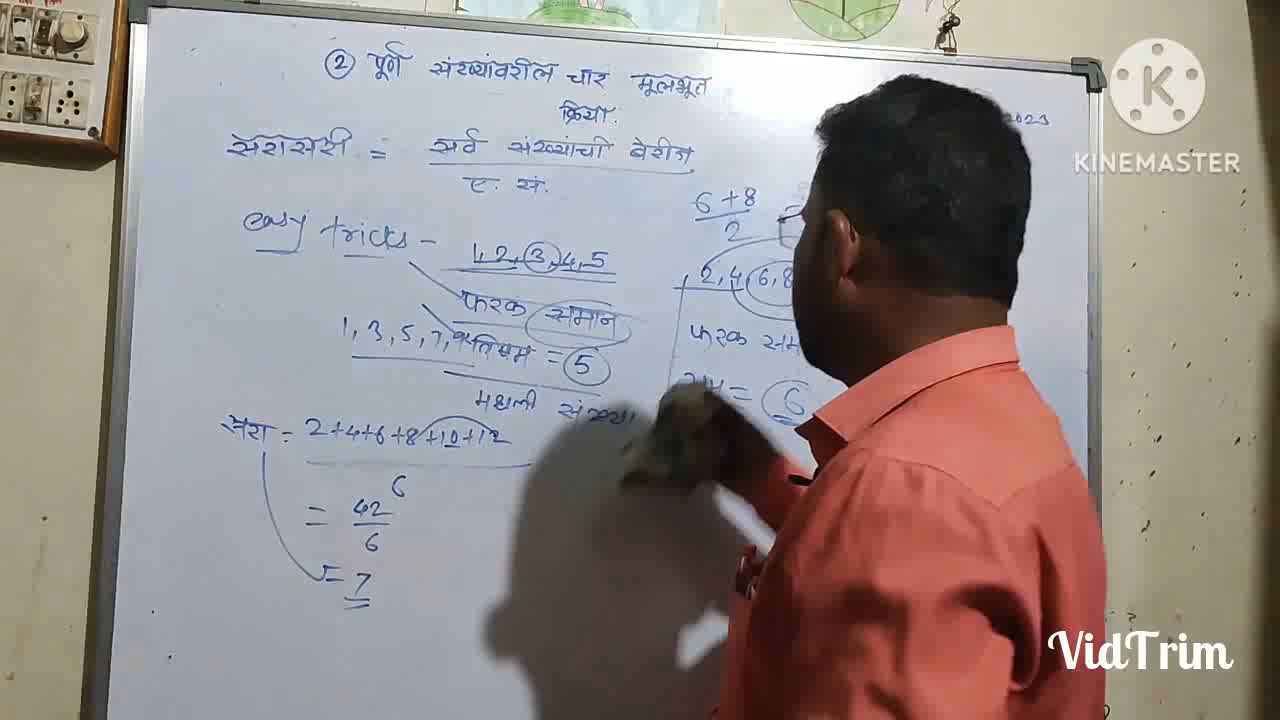 ② पूर्ण संख्यांवरील चार मूलभूत
क्रिया.
2023
सरासरी = सर्व संख्यांची बेरीज
ए. सं.
easy tricks -
1, 2, 3, 4, 5
फरक समान
1, 3, 5, 7, 9
= 5
मधली संख्या
6 + 8
2
2, 4, 6, 8
फरक सम
= 6
सरा = 2+4+6+8+10+12
6
= 42
6
= 7
K
KINEMASTER
VidTrim